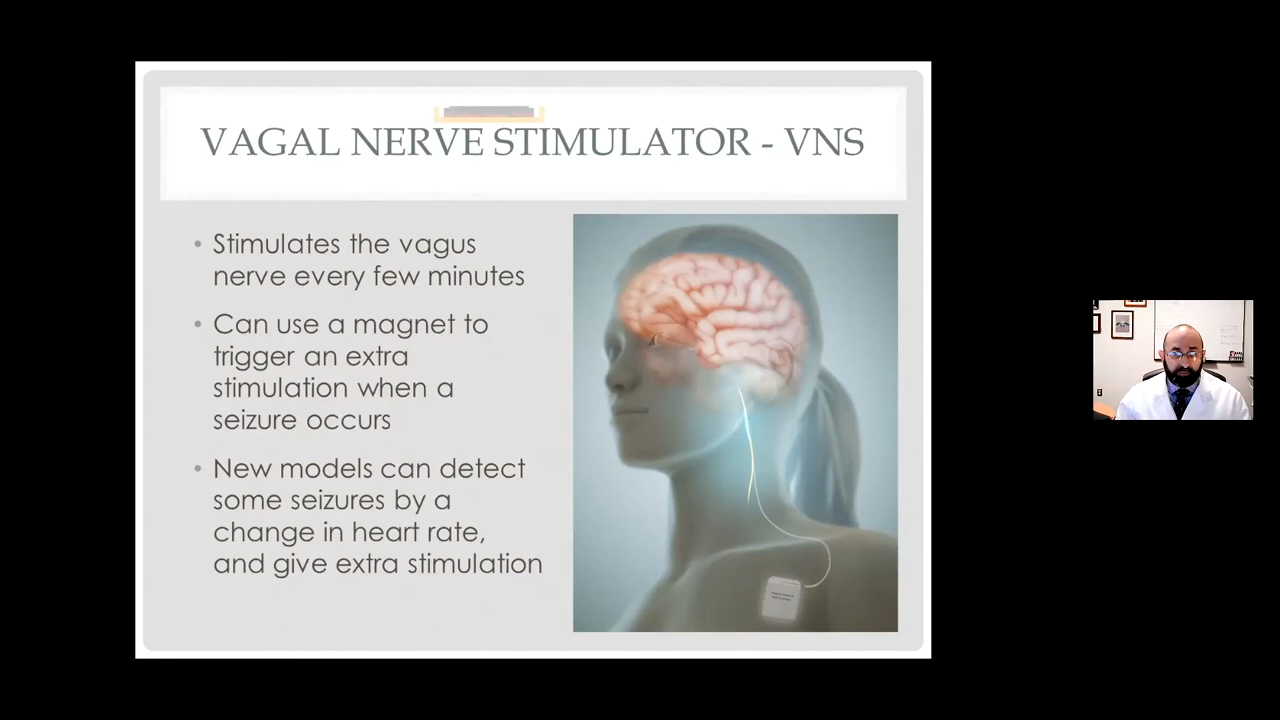 VAGAL NERVE STIMULATOR - VNS
• Stimulates the vagus
nerve every few minutes
• Can use a magnet to
trigger an extra
stimulation when a
seizure occurs
• New models can detect
some seizures by a
change in heart rate,
and give extra stimulation